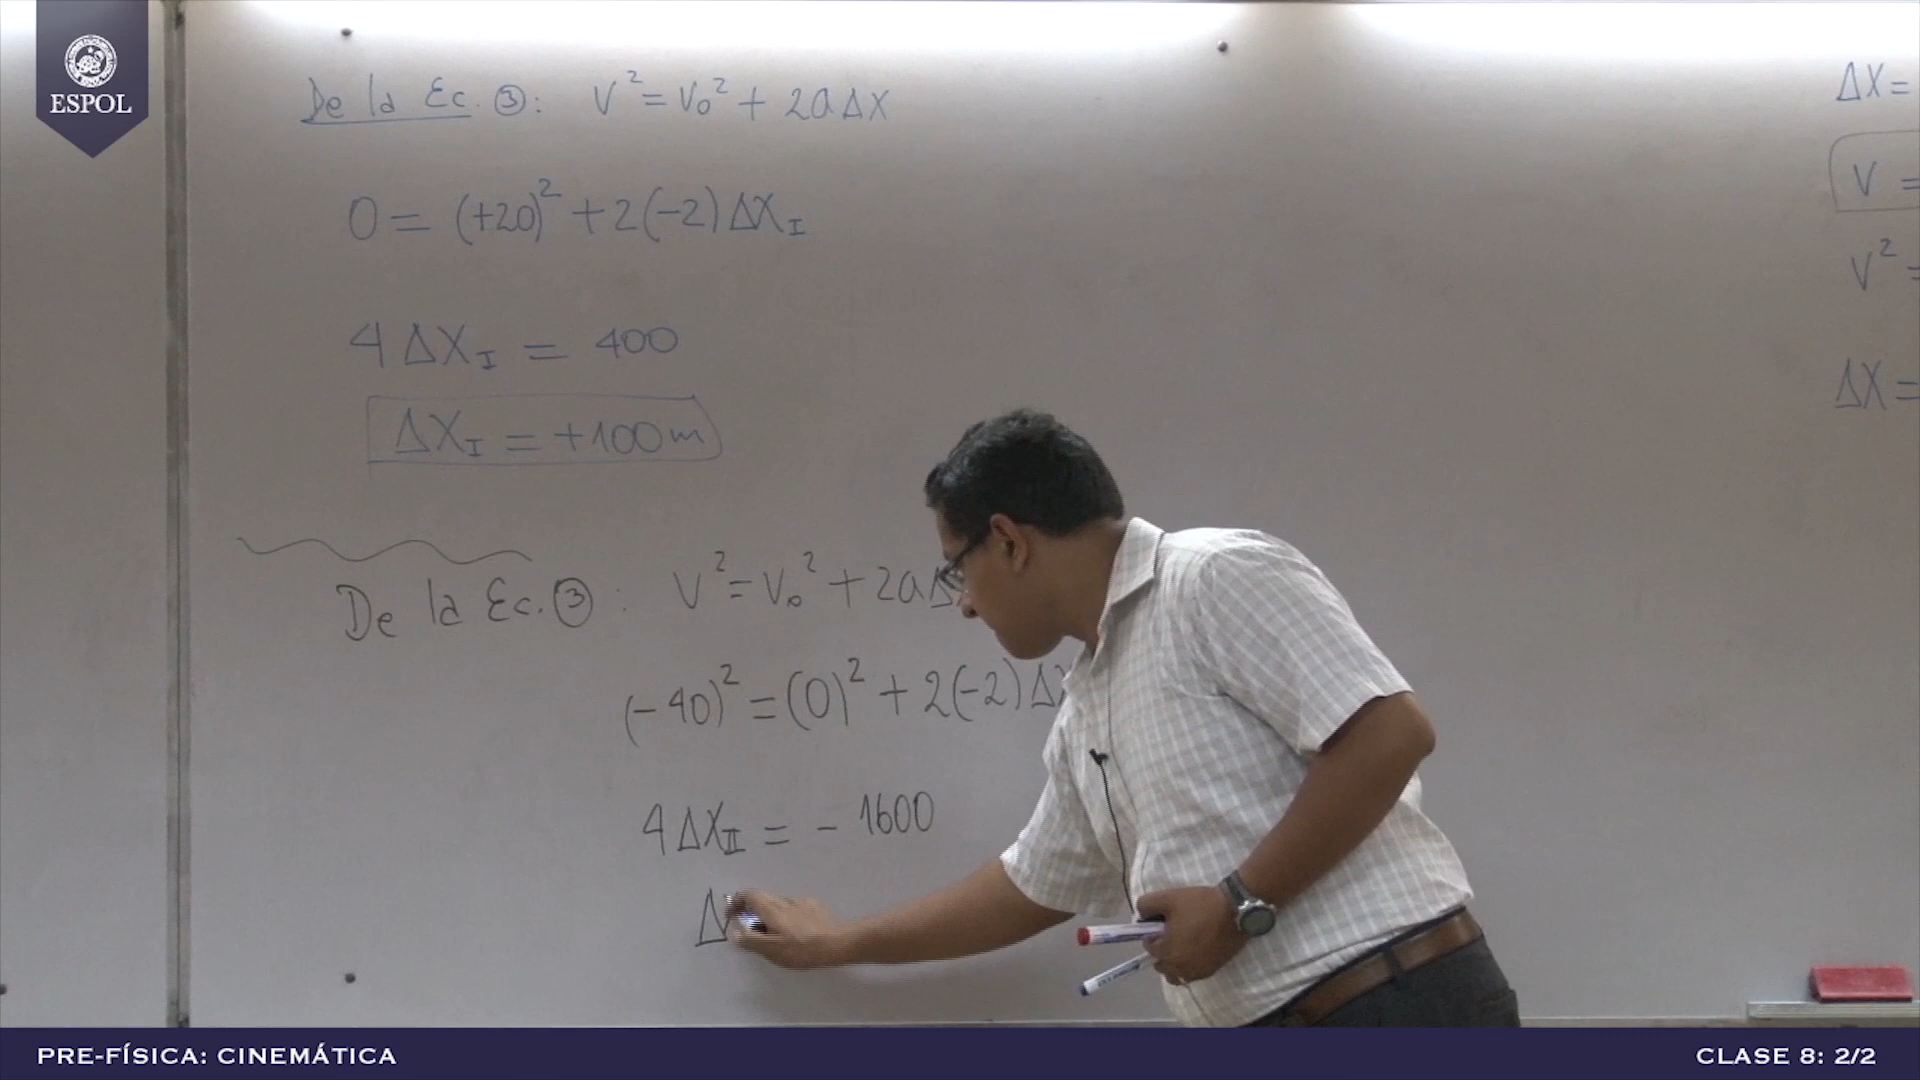 ESPOL
De la Ec. ③: V² = V₀² + 2aΔX
0 = (+20)² + 2(-2)ΔX_I
4ΔX_I = 400
ΔX_I = +100m
De la Ec. ③: V² = V₀² + 2aΔ
(-40)² = (0)² + 2(-2)ΔX
4ΔX_II = - 1600
Δ
ΔX =
V =
V² =
ΔX =
PRE-FÍSICA: CINEMÁTICA
CLASE 8: 2/2